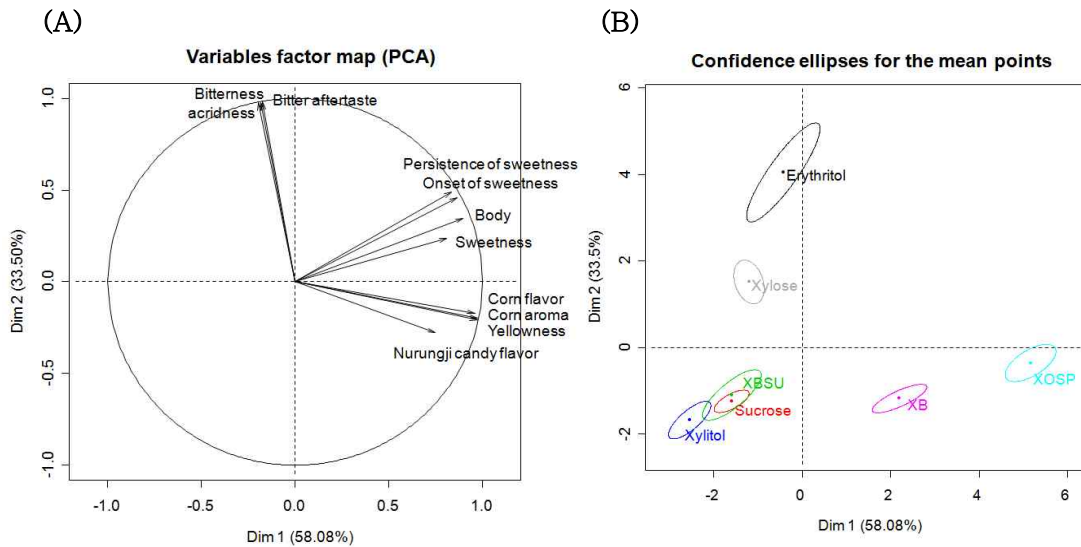 (A)
Variables factor map (PCA)
Bitterness
Bitter aftertaste
acridness
Persistence of sweetness
Onset of sweetness
Body
Sweetness
Corn flavor
Corn aroma
Yellowness
Nurungji candy flavor
1.0
0.5
0.0
-0.5
-1.0
Dim 2 (33.50%)
-1.0 -0.5 0.0 0.5 1.0
Dim 1 (58.08%)
(B)
Confidence ellipses for the mean points
Erythritol
Xylose
XOSP
XBSU
XB
Sucrose
Xylitol
6
4
2
0
-2
Dim 2 (33.5%)
-2 0 2 4 6
Dim 1 (58.08%)